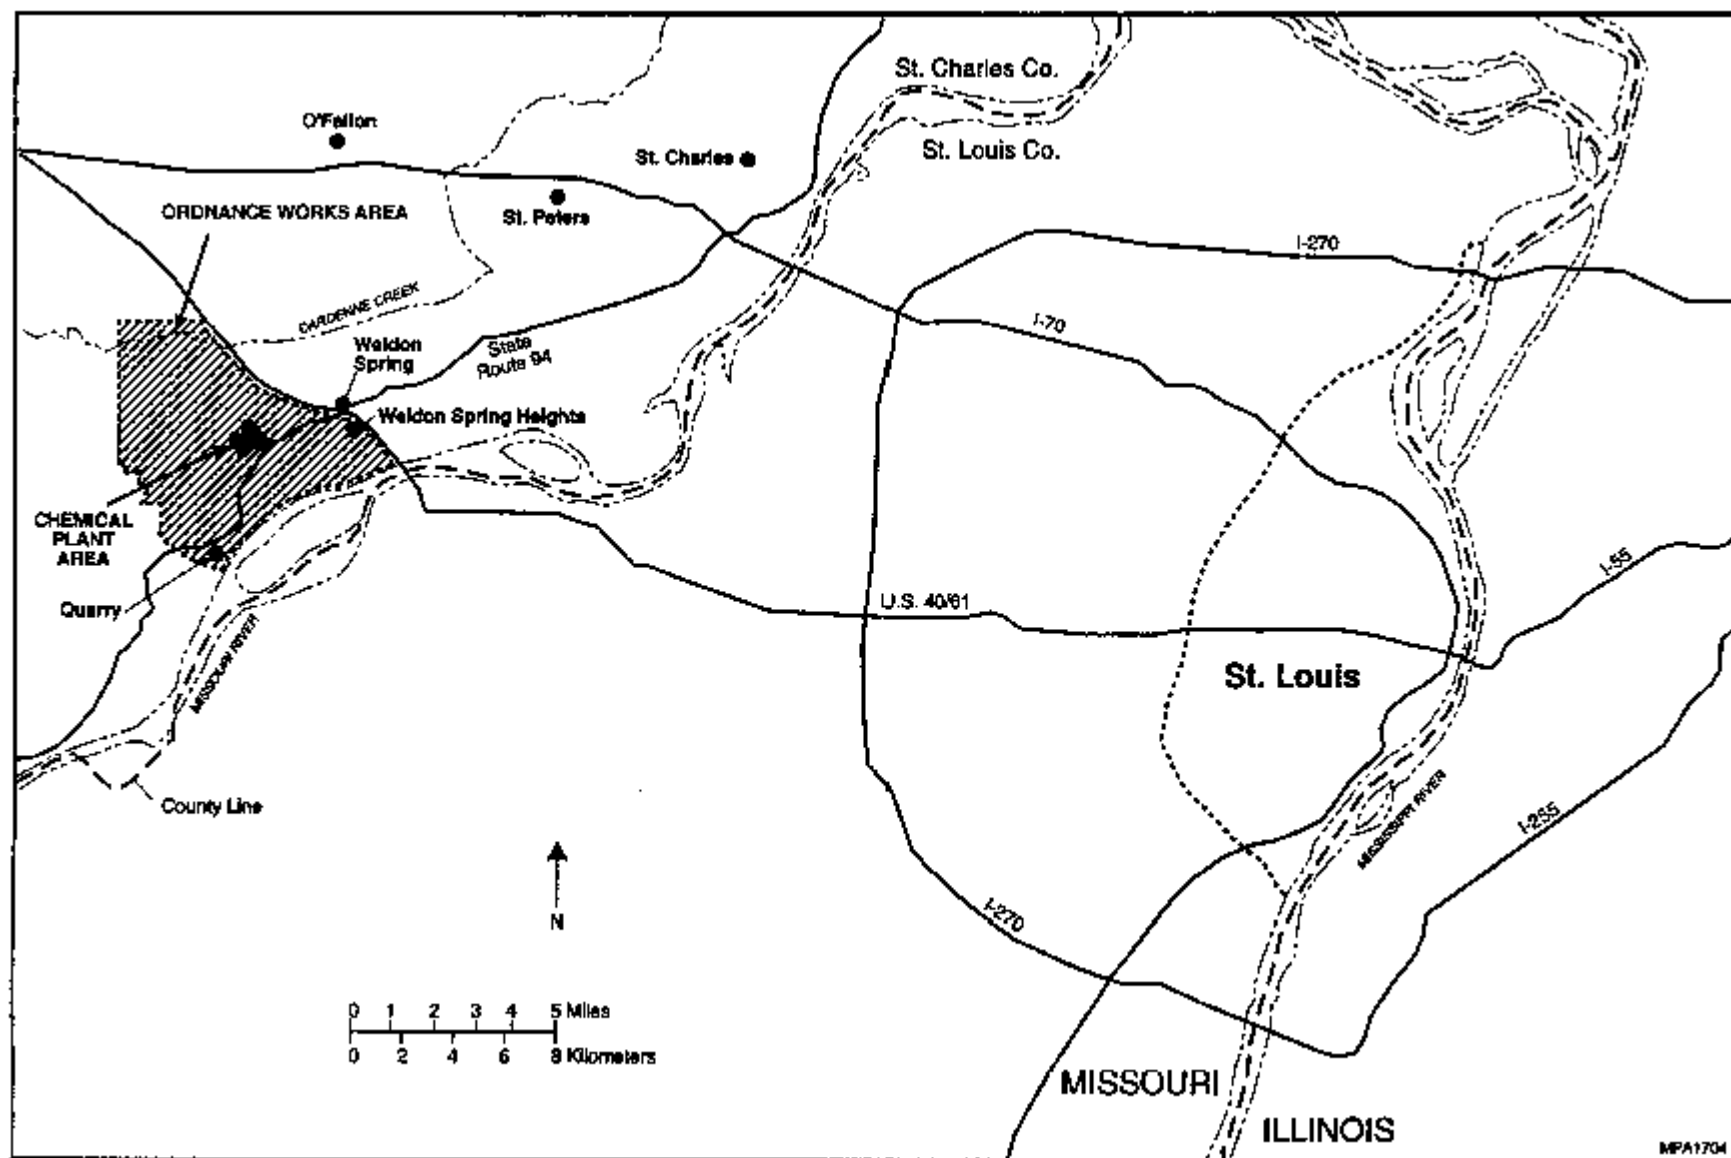 St. Charles Co.
St. Louis Co.
O'Fallon
St. Charles
St. Peters
ORDNANCE WORKS AREA
DARDENNE CREEK
Weldon
Spring
State
Route 94
Weldon Spring Heights
I-270
I-70
CHEMICAL
PLANT
AREA
Quarry
MISSOURI RIVER
County Line
U.S. 40/61
I-55
St. Louis
MISSISSIPPI RIVER
I-255
I-270
N
0 1 2 3 4 5 Miles
0 2 4 6 8 Kilometers
MISSOURI
ILLINOIS
MPA1704